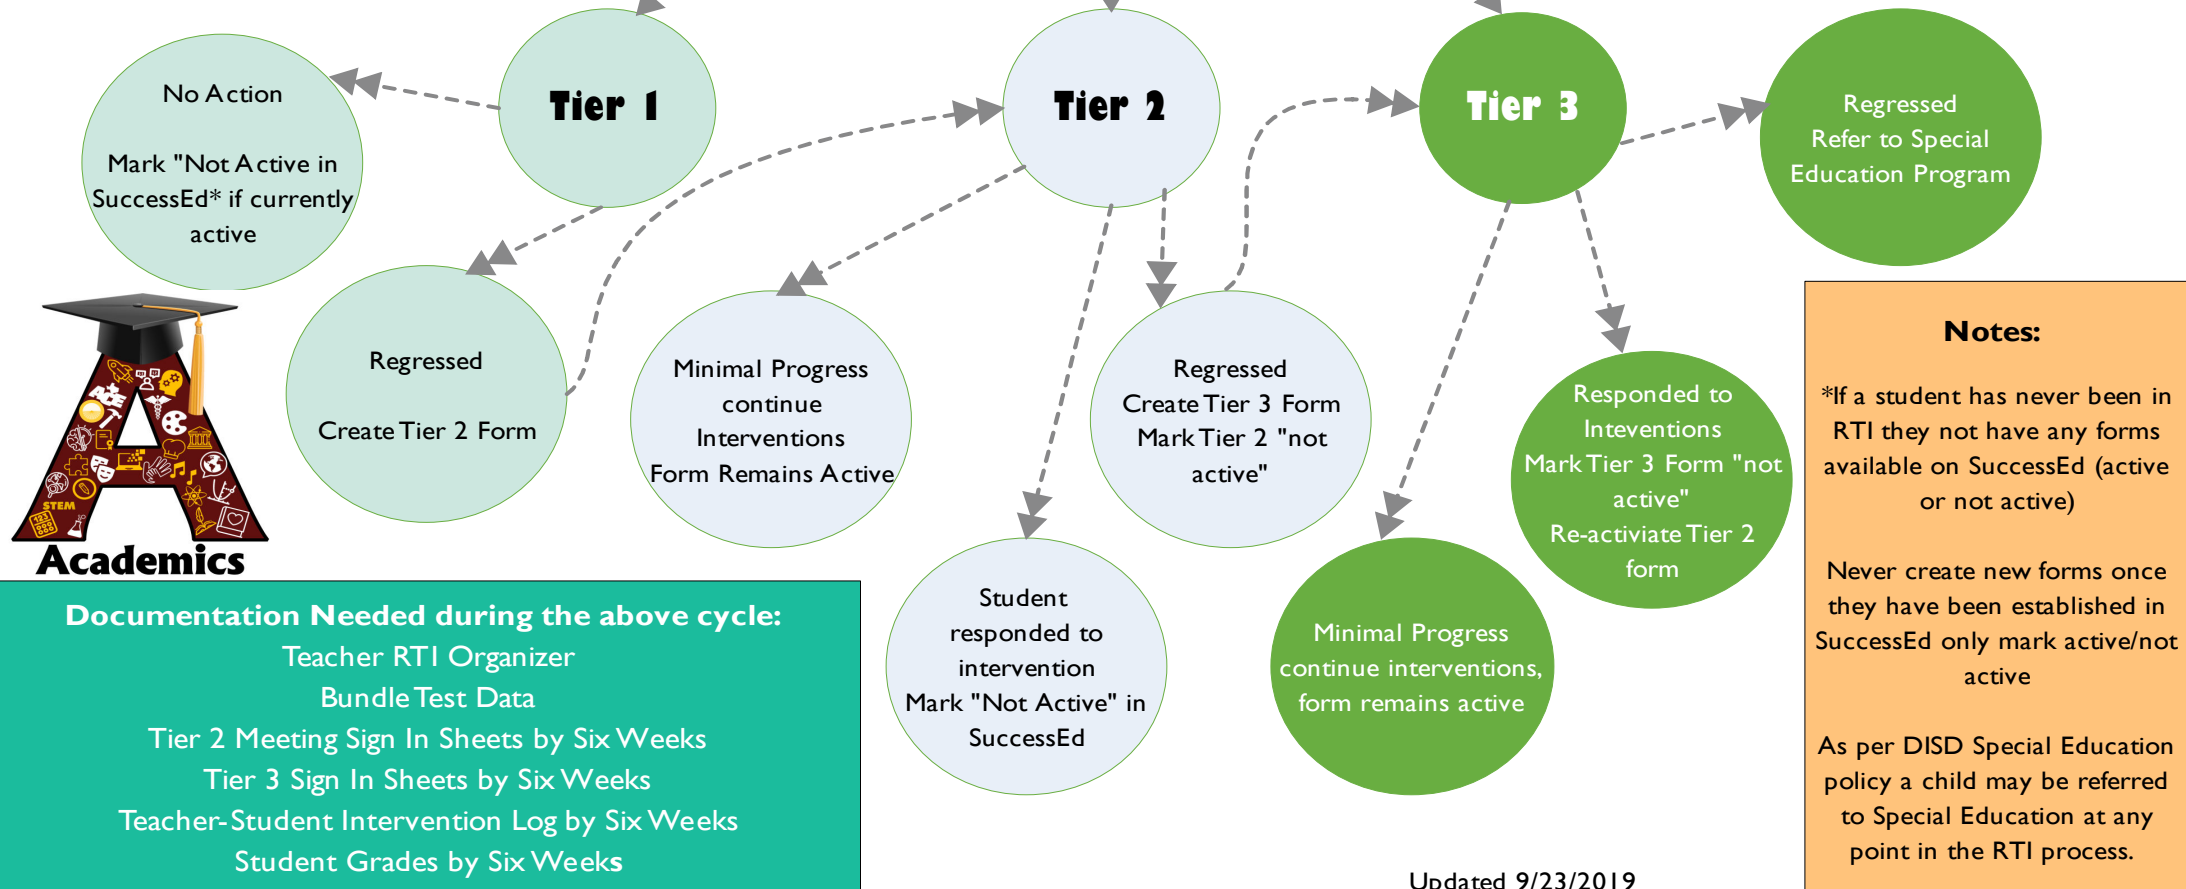 No Action
Mark "Not Active in
SuccessEd* if currently
active
Tier 1
Tier 2
Tier 3
Regressed
Refer to Special
Education Program
Regressed
Create Tier 2 Form
Minimal Progress
continue
Interventions
Form Remains Active
Student
responded to
intervention
Mark "Not Active" in
SuccessEd
Regressed
Create Tier 3 Form
Mark Tier 2 "not
active"
Minimal Progress
continue interventions,
form remains active
Responded to
Inteventions
Mark Tier 3 Form "not
active"
Re-activiate Tier 2
form
STEM
123
Academics
Documentation Needed during the above cycle:
Teacher RTI Organizer
Bundle Test Data
Tier 2 Meeting Sign In Sheets by Six Weeks
Tier 3 Sign In Sheets by Six Weeks
Teacher-Student Intervention Log by Six Weeks
Student Grades by Six Weeks
Notes:
*If a student has never been in
RTI they not have any forms
available on SuccessEd (active
or not active)
Never create new forms once
they have been established in
SuccessEd only mark active/not
active
As per DISD Special Education
policy a child may be referred
to Special Education at any
point in the RTI process.
Updated 9/23/2019